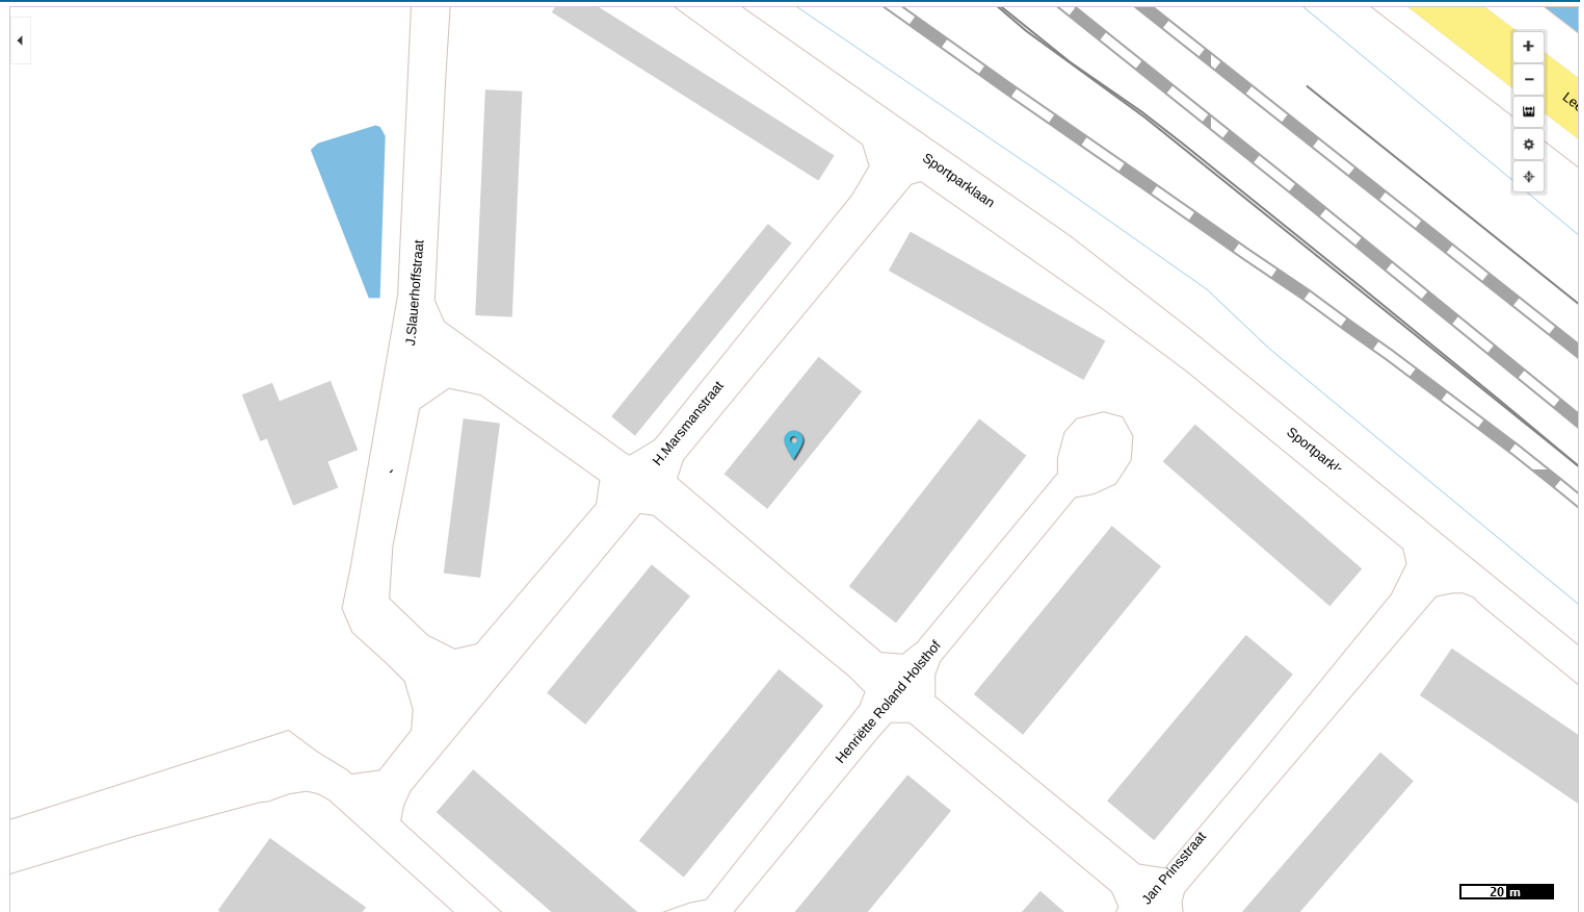 Sportparklaan
J.Slauerhoffstraat
H.Marsmanstraat
Sportparkl
Henriëtte Roland Holsthof
Jan Prinsstraat
20 m